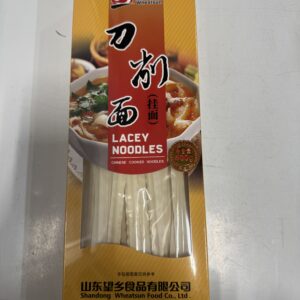 Wheatsun
刀削面
(挂面)
LACEY
NOODLES
CHINESE COOKED NOODLES
山东望乡食品有限公司
Shandong Wheatsun Food Co., Ltd